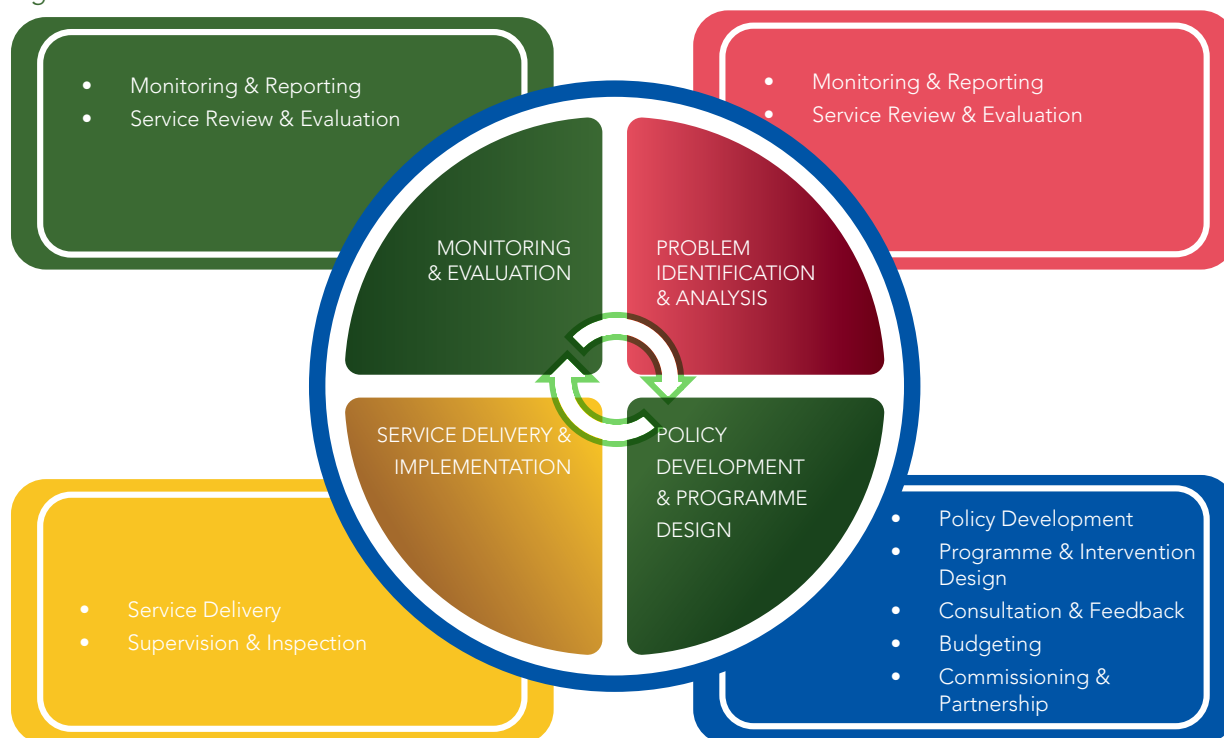 • Monitoring & Reporting
• Service Review & Evaluation
• Monitoring & Reporting
• Service Review & Evaluation
MONITORING
& EVALUATION
PROBLEM
IDENTIFICATION
& ANALYSIS
SERVICE DELIVERY &
IMPLEMENTATION
POLICY
DEVELOPMENT
& PROGRAMME
DESIGN
• Service Delivery
• Supervision & Inspection
• Policy Development
• Programme & Intervention
Design
• Consultation & Feedback
• Budgeting
• Commissioning &
Partnership